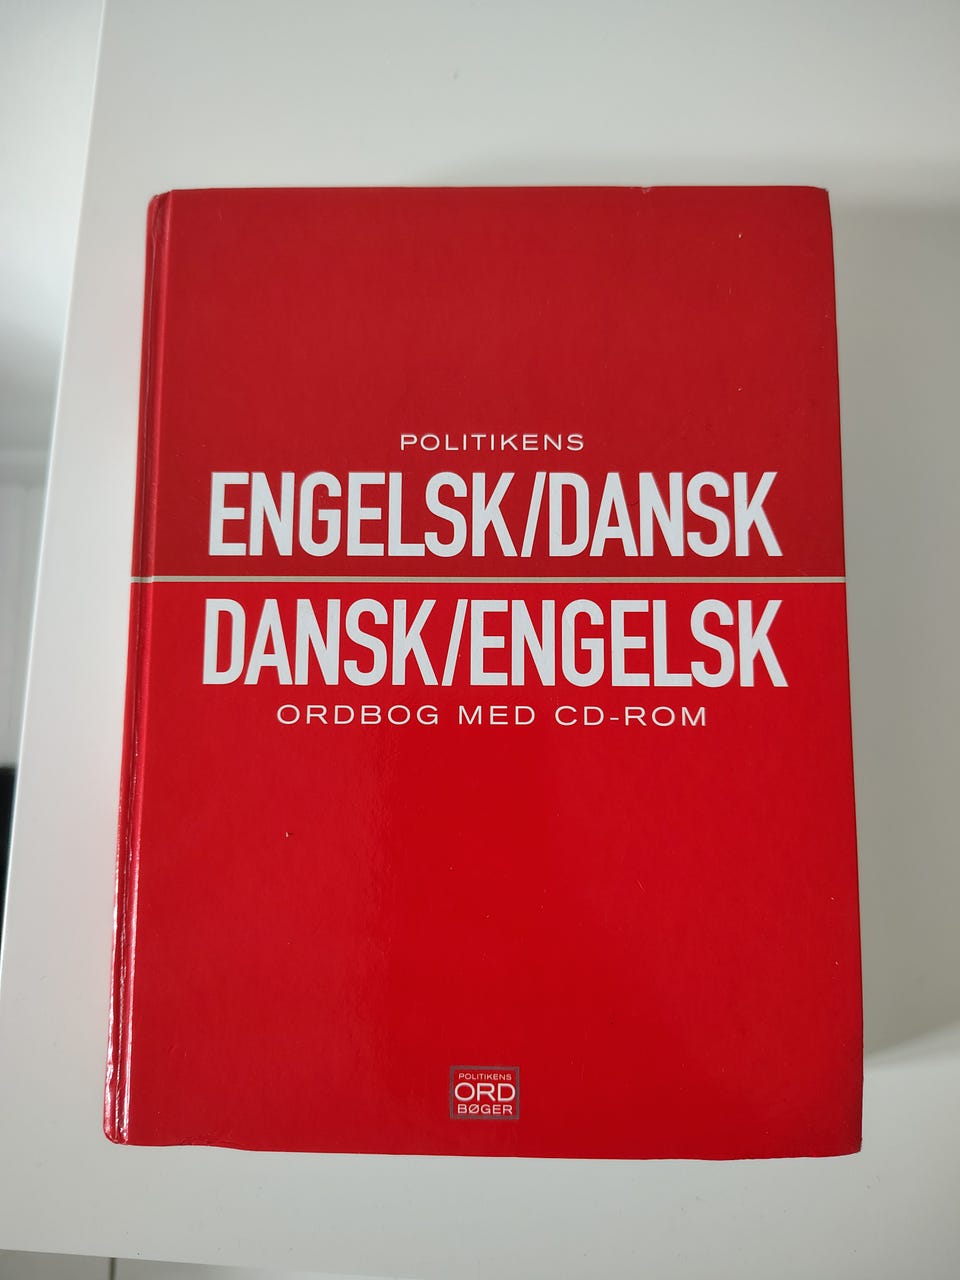 POLITIKENS
ENGELSK/DANSK
DANSK/ENGELSK
ORDBOG MED CD-ROM
POLITIKENS
ORD
BØGER